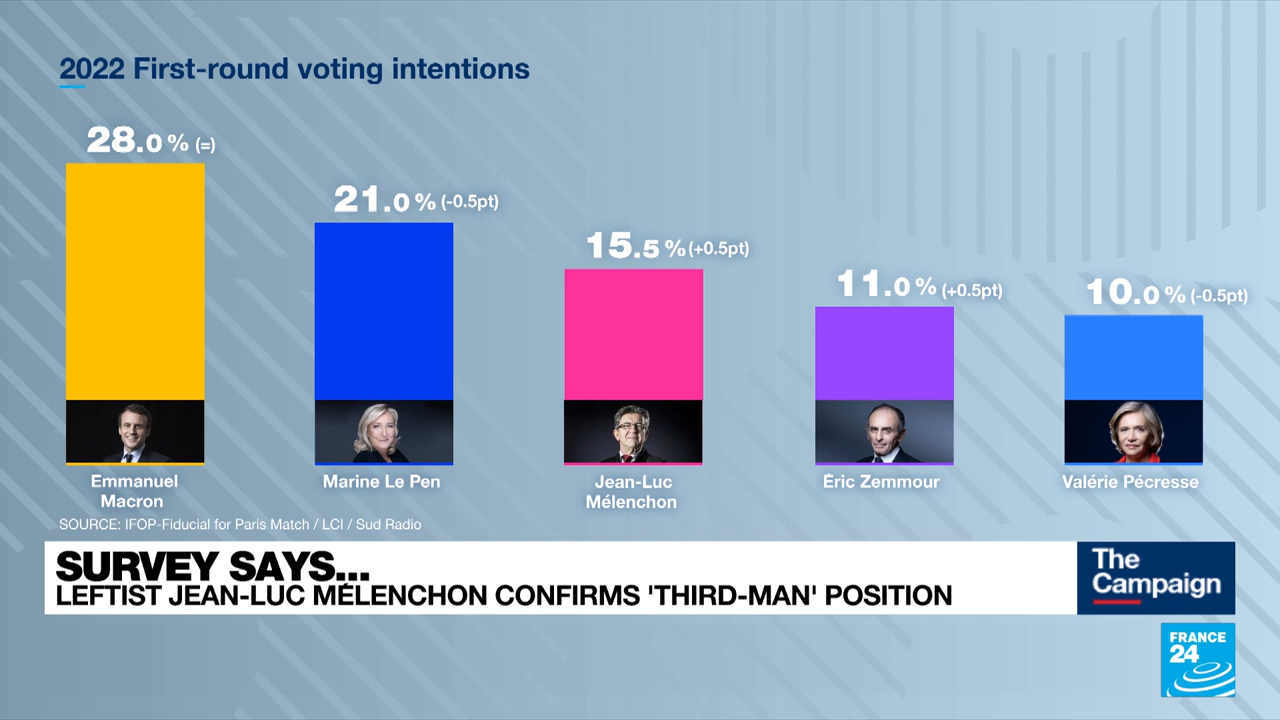 2022 First-round voting intentions
28.0 % (=)
21.0 % (-0.5pt)
15.5 % (+0.5pt)
11.0 % (+0.5pt)
10.0 % (-0.5pt)
Emmanuel
Macron
Marine Le Pen
Jean-Luc
Mélenchon
Éric Zemmour
Valérie Pécresse
SOURCE: IFOP-Fiducial for Paris Match / LCI / Sud Radio
SURVEY SAYS...
LEFTIST JEAN-LUC MÉLENCHON CONFIRMS 'THIRD-MAN' POSITION
The
Campaign
FRANCE
24